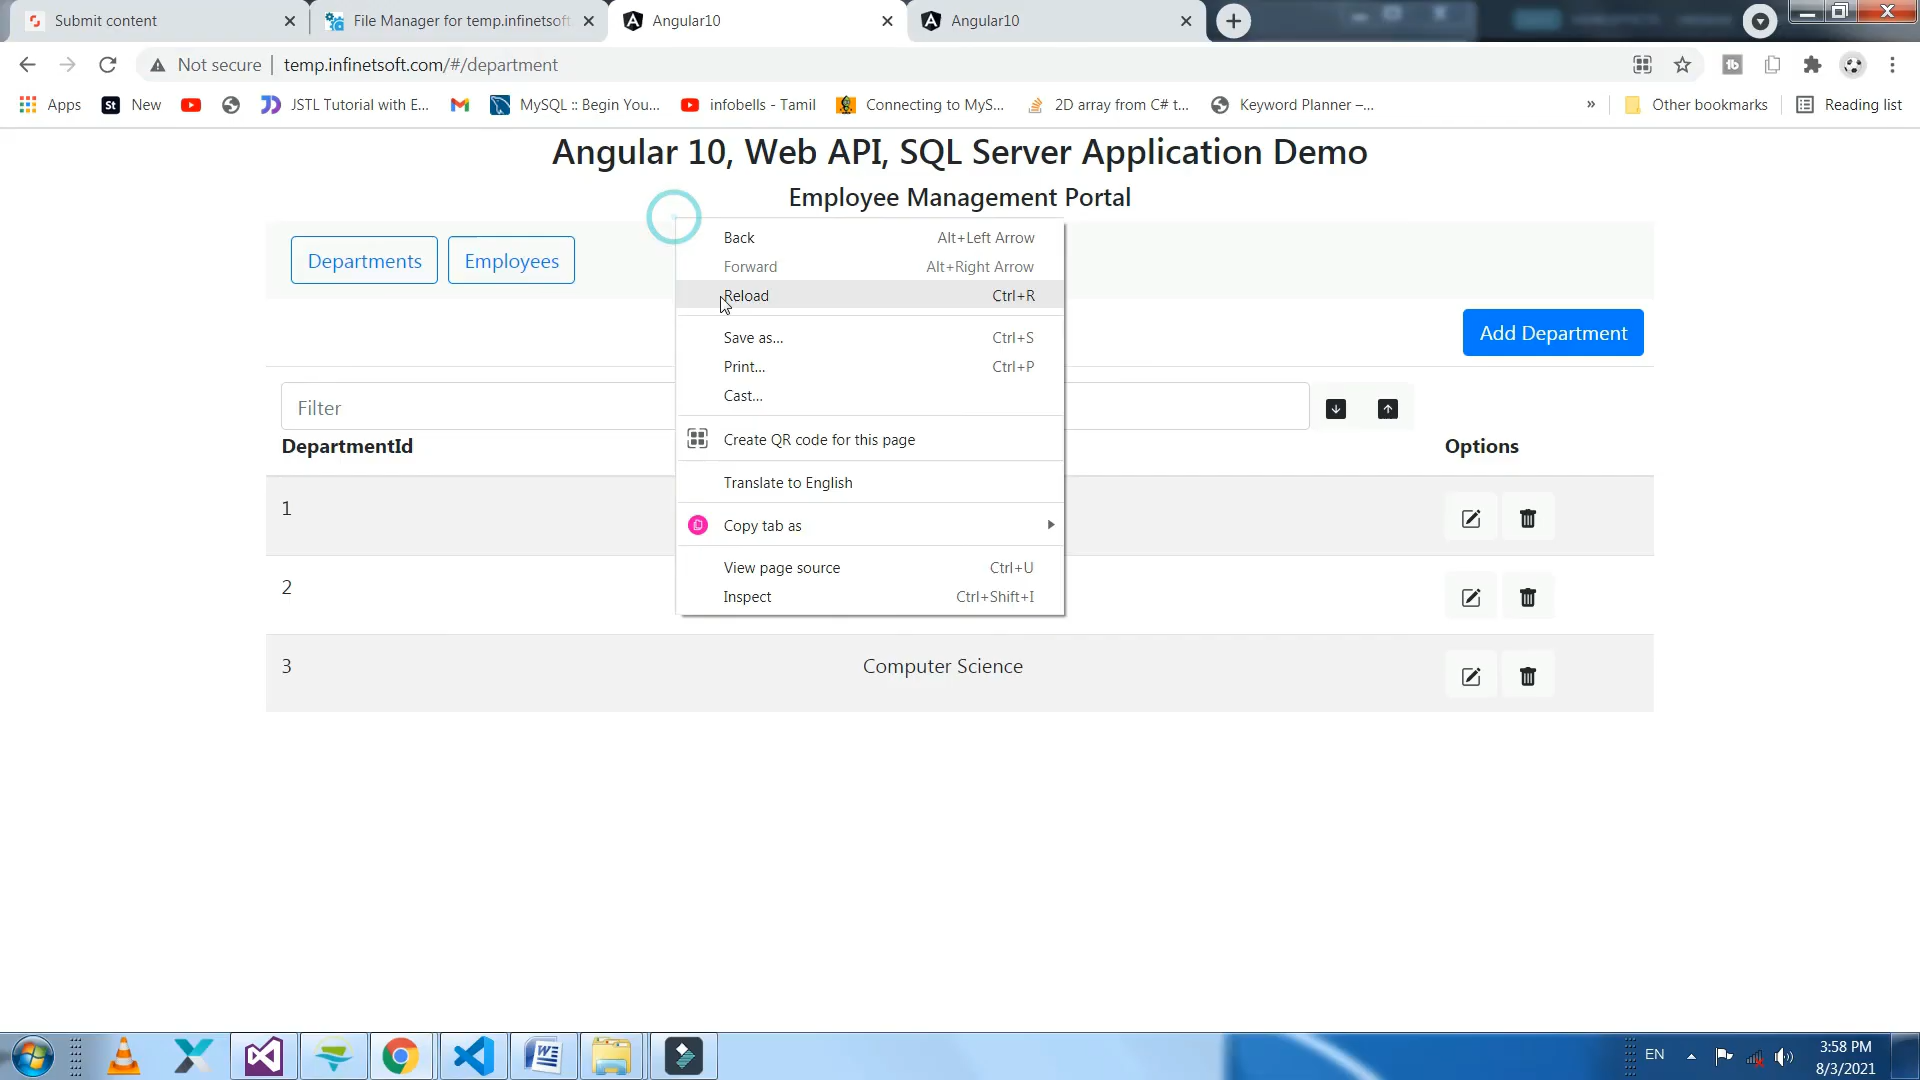 Submit content
File Manager for temp.infinetsoft
Angular10
Angular10
Not secure
temp.infinetsoft.com/#/department
Apps
New
JSTL Tutorial with E...
MySQL :: Begin You...
infobells - Tamil
Connecting to MyS...
2D array from C# t...
Keyword Planner –...
»
Other bookmarks
Reading list
Angular 10, Web API, SQL Server Application Demo
Employee Management Portal
Departments
Employees
Back Alt+Left Arrow
Forward Alt+Right Arrow
Reload Ctrl+R
Save as... Ctrl+S
Print... Ctrl+P
Cast...
Create QR code for this page
Translate to English
Copy tab as
View page source Ctrl+U
Inspect Ctrl+Shift+I
Add Department
Filter
DepartmentId
Options
1
2
3 Computer Science
EN
3:58 PM
8/3/2021